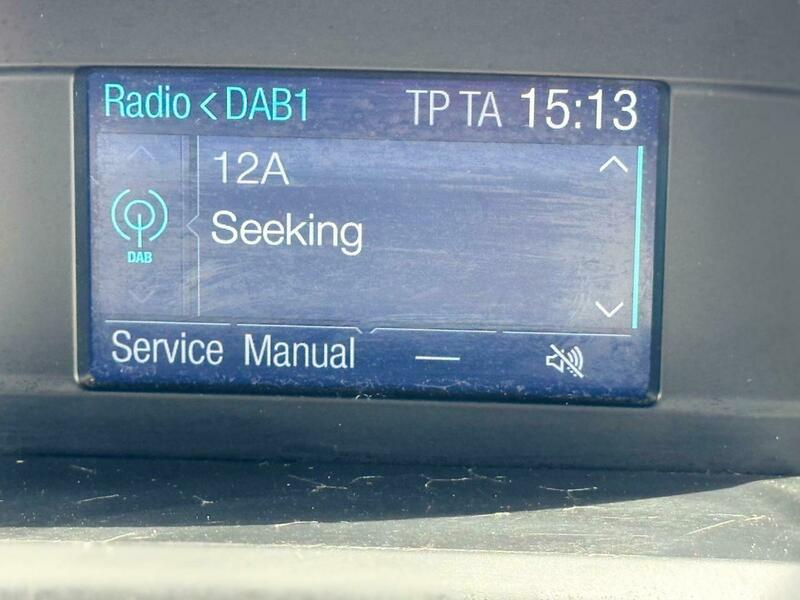 Radio < DAB1 TP TA 15:13
12A
DAB
Seeking
Service Manual